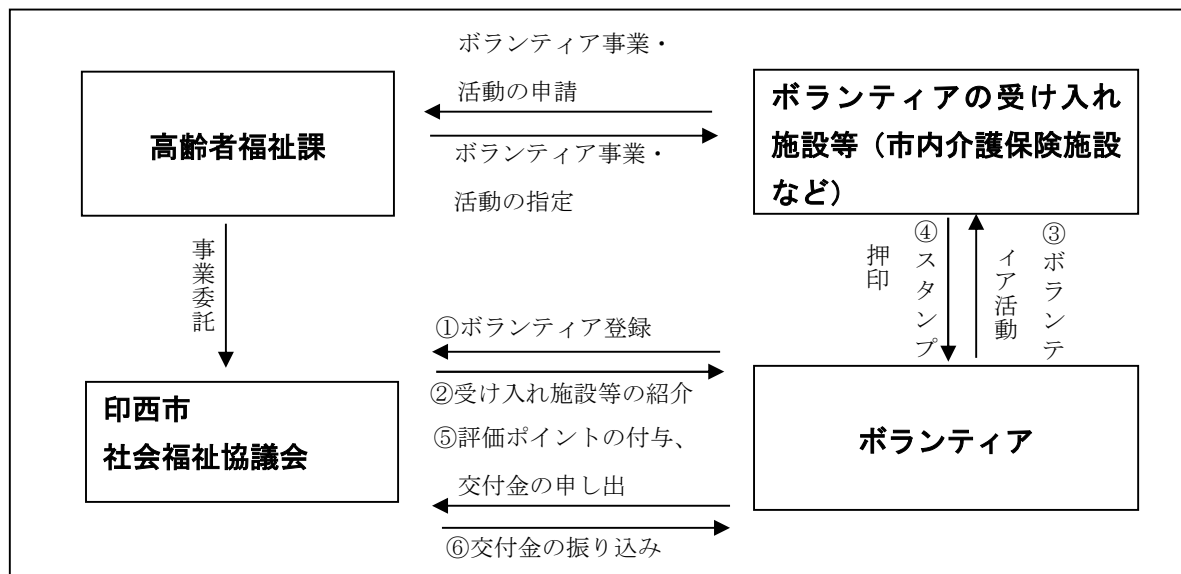 ボランティア事業・
活動の申請
高齢者福祉課
ボランティアの受け入れ
施設等（市内介護保険施設
など）
ボランティア事業・
活動の指定
事業委託
④スタンプ
押印
③ボランテ
ィア活動
①ボランティア登録
②受け入れ施設等の紹介
印西市
社会福祉協議会
⑤評価ポイントの付与、
交付金の申し出
ボランティア
⑥交付金の振り込み